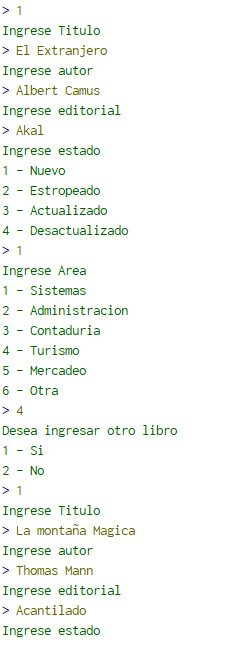 > 1
Ingrese Titulo
> El Extranjero
Ingrese autor
> Albert Camus
Ingrese editorial
> Akal
Ingrese estado
1 - Nuevo
2 - Estropeado
3 - Actualizado
4 - Desactualizado
> 1
Ingrese Area
1 - Sistemas
2 - Administracion
3 - Contaduria
4 - Turismo
5 - Mercadeo
6 - Otra
> 4
Desea ingresar otro libro
1 - Si
2 - No
> 1
Ingrese Titulo
> La montaña Magica
Ingrese autor
> Thomas Mann
Ingrese editorial
> Acantilado
Ingrese estado